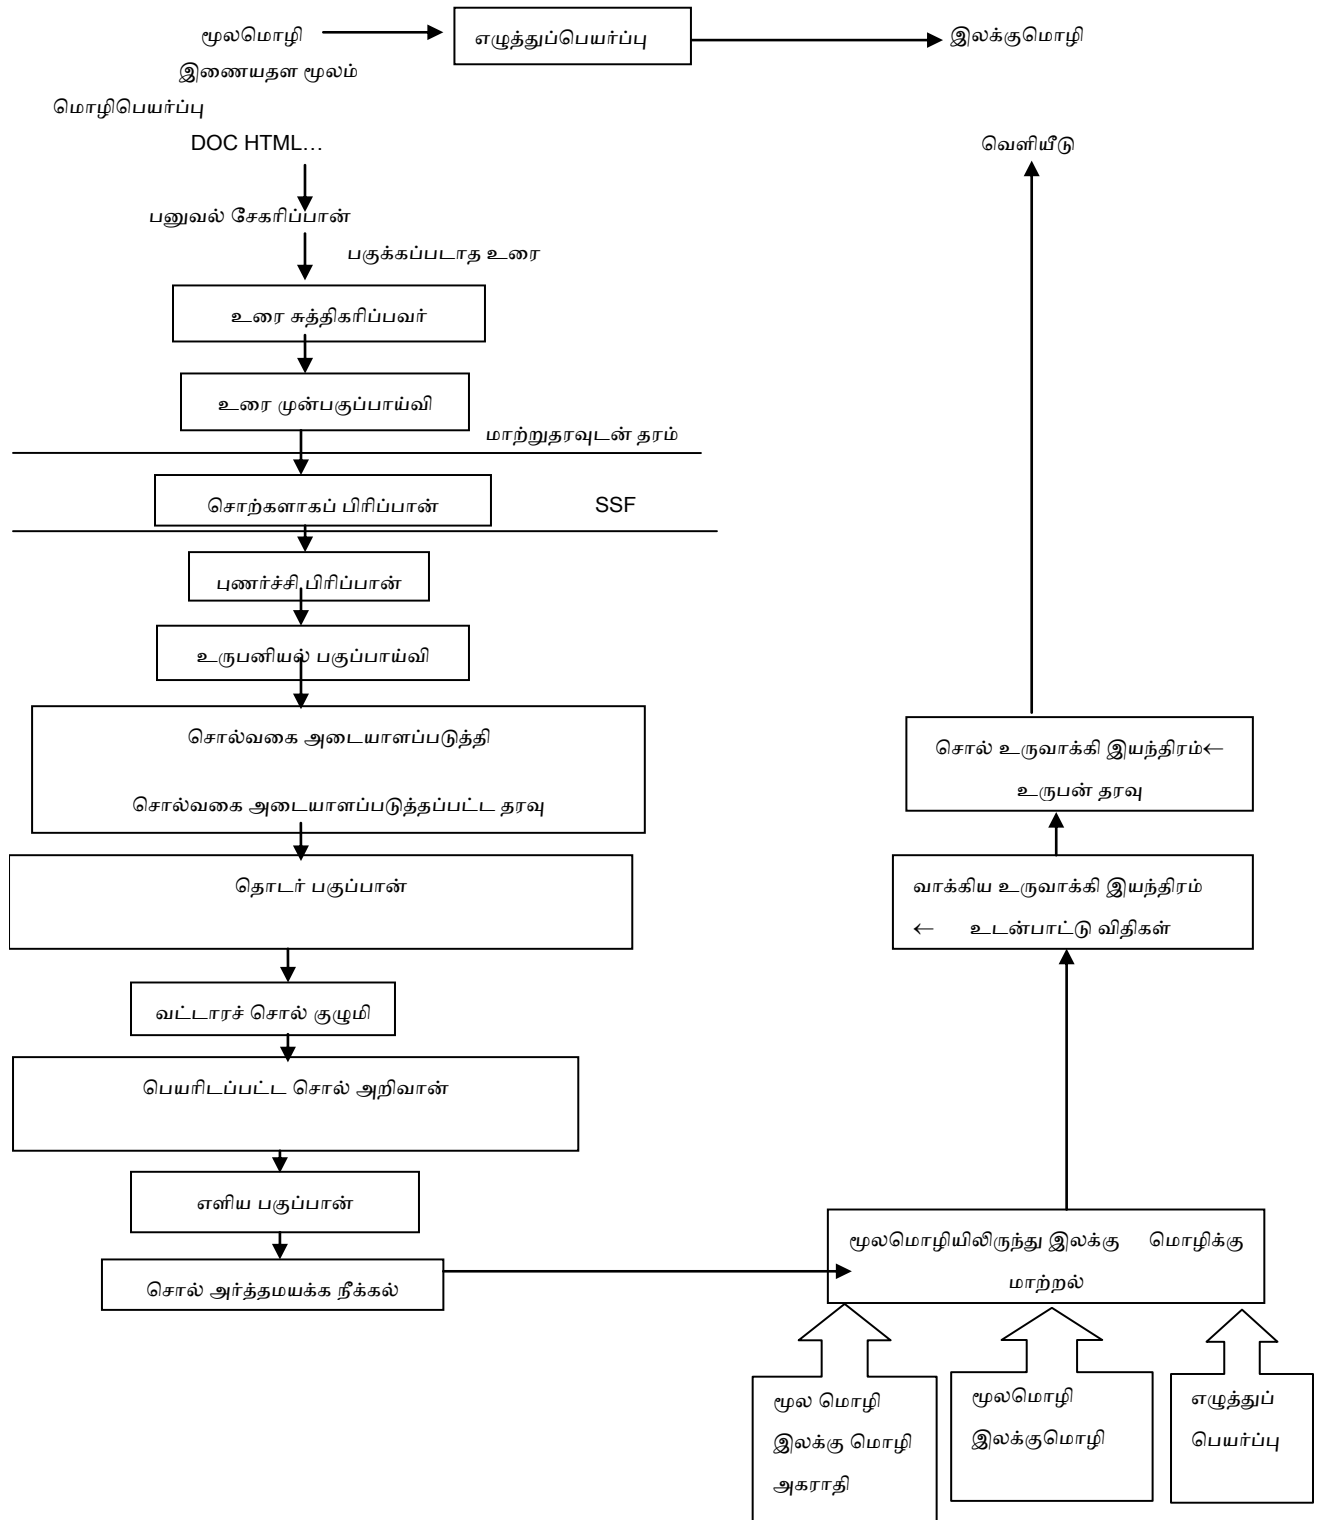 மூலமொழி
எழுத்துப்பெயர்ப்பு
இலக்குமொழி
இணையதள மூலம்
மொழிபெயர்ப்பு
DOC HTML...
வெளியீடு
பனுவல் சேகரிப்பான்
பகுக்கப்படாத உரை
உரை சுத்திகரிப்பவர்
உரை முன்பகுப்பாய்வி
மாற்றுதரவுடன் தரம்
சொற்களாகப் பிரிப்பான்
SSF
புணர்ச்சி பிரிப்பான்
உருபனியல் பகுப்பாய்வி
சொல்வகை அடையாளப்படுத்தி
சொல்வகை அடையாளப்படுத்தப்பட்ட தரவு
தொடர் பகுப்பான்
வட்டாரச் சொல் குழுமி
பெயரிடப்பட்ட சொல் அறிவான்
எளிய பகுப்பான்
சொல் அர்த்தமயக்க நீக்கல்
சொல் உருவாக்கி இயந்திரம்←
உருபன் தரவு
வாக்கிய உருவாக்கி இயந்திரம்
← உடன்பாட்டு விதிகள்
மூலமொழியிலிருந்து இலக்கு மொழிக்கு
மாற்றல்
மூல மொழி
இலக்கு மொழி
அகராதி
மூலமொழி
இலக்குமொழி
எழுத்துப்
பெயர்ப்பு